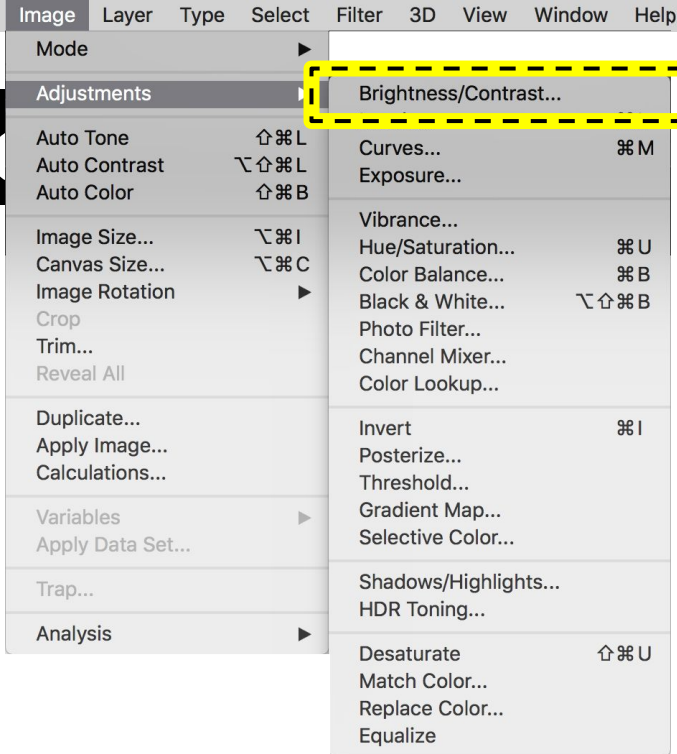 Image Layer Type Select Filter 3D View Window Help
Mode ▶
Adjustments ▶
Auto Tone ⇧⌘L
Auto Contrast ⌥⇧⌘L
Auto Color ⇧⌘B
Image Size... ⌥⌘I
Canvas Size... ⌥⌘C
Image Rotation ▶
Crop
Trim...
Reveal All
Duplicate...
Apply Image...
Calculations...
Variables ▶
Apply Data Set...
Trap...
Analysis ▶
Brightness/Contrast...
Curves... ⌘M
Exposure...
Vibrance...
Hue/Saturation... ⌘U
Color Balance... ⌘B
Black & White... ⌥⇧⌘B
Photo Filter...
Channel Mixer...
Color Lookup...
Invert ⌘I
Posterize...
Threshold...
Gradient Map...
Selective Color...
Shadows/Highlights...
HDR Toning...
Desaturate ⇧⌘U
Match Color...
Replace Color...
Equalize